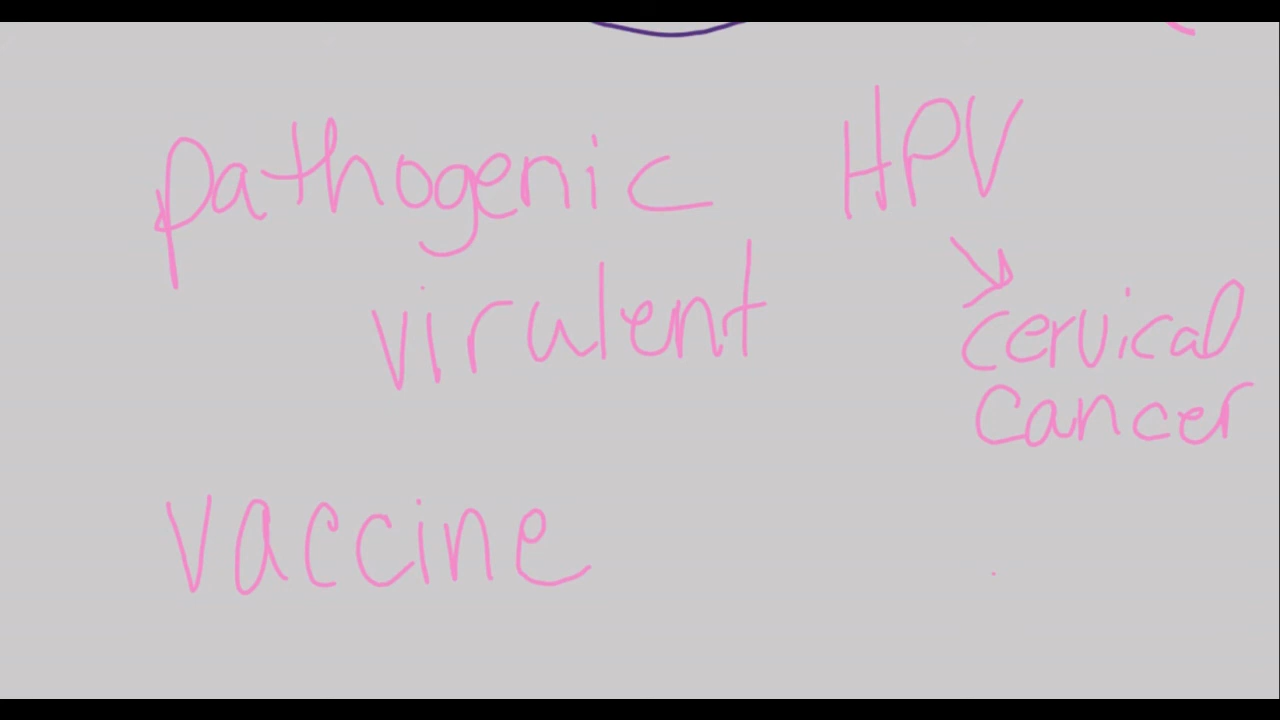 pathogenic HPV
virulent
cervical
cancer
vaccine